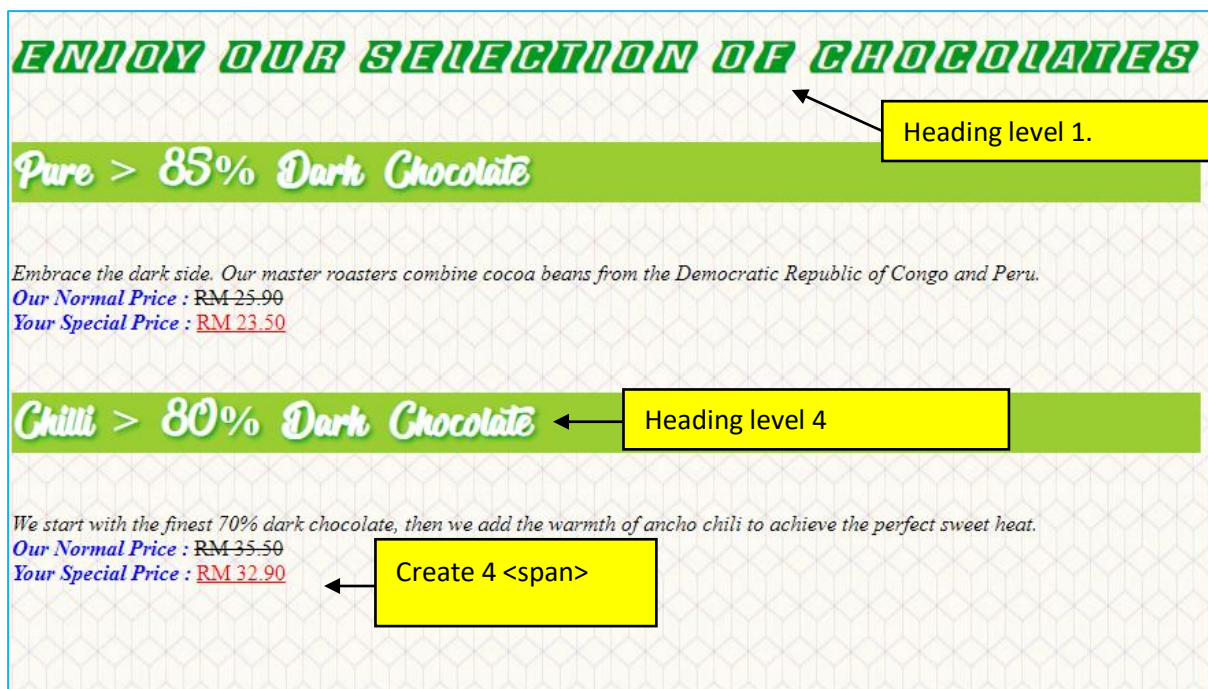 ENJOY OUR SELECTION OF CHOCOLATES
Heading level 1.
Pure > 85% Dark Chocolate
Embrace the dark side. Our master roasters combine cocoa beans from the Democratic Republic of Congo and Peru.
Our Normal Price : RM 25.90
Your Special Price : RM 23.50
Chilli > 80% Dark Chocolate
Heading level 4
We start with the finest 70% dark chocolate, then we add the warmth of ancho chili to achieve the perfect sweet heat.
Our Normal Price : RM 35.50
Your Special Price : RM 32.90
Create 4 <span>